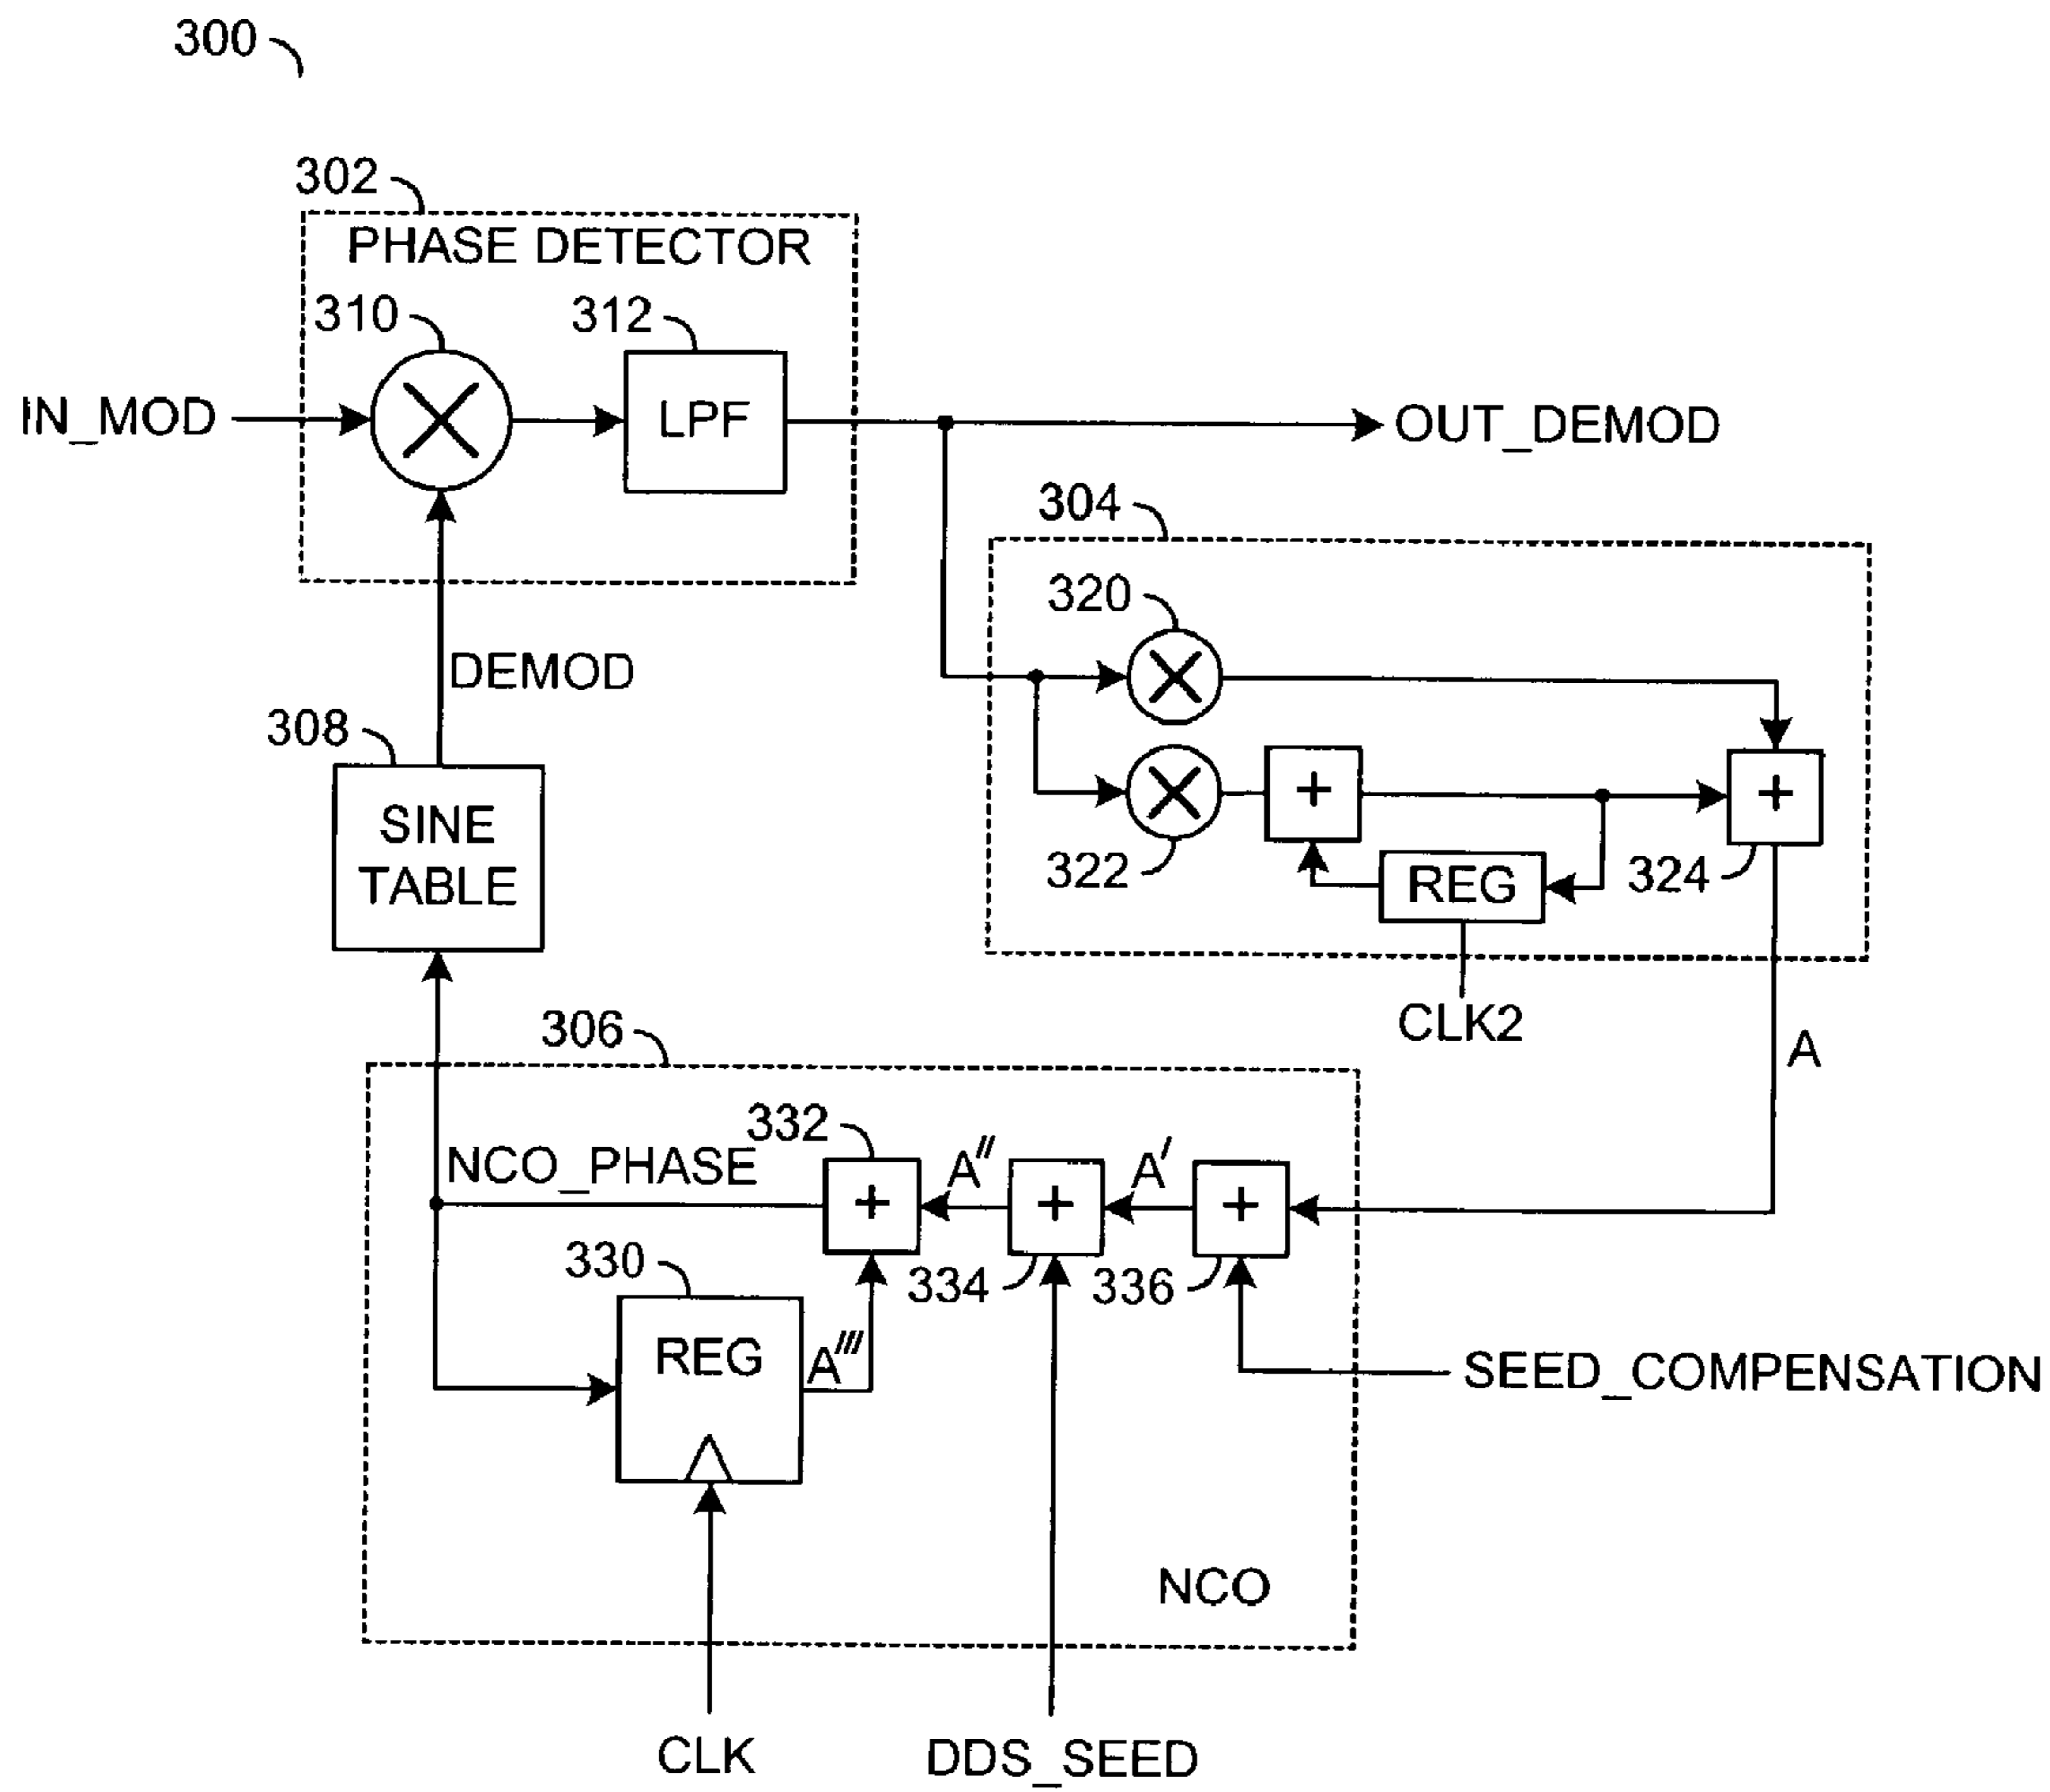 300
302
PHASE DETECTOR
310
312
IN_MOD
LPF
OUT_DEMOD
304
320
DEMOD
308
SINE
TABLE
+
+
322
REG
324
CLK2
306
A
332
NCO_PHASE
A''
A'
+
+
+
330
334
336
REG
A'''
SEED_COMPENSATION
NCO
CLK
DDS_SEED